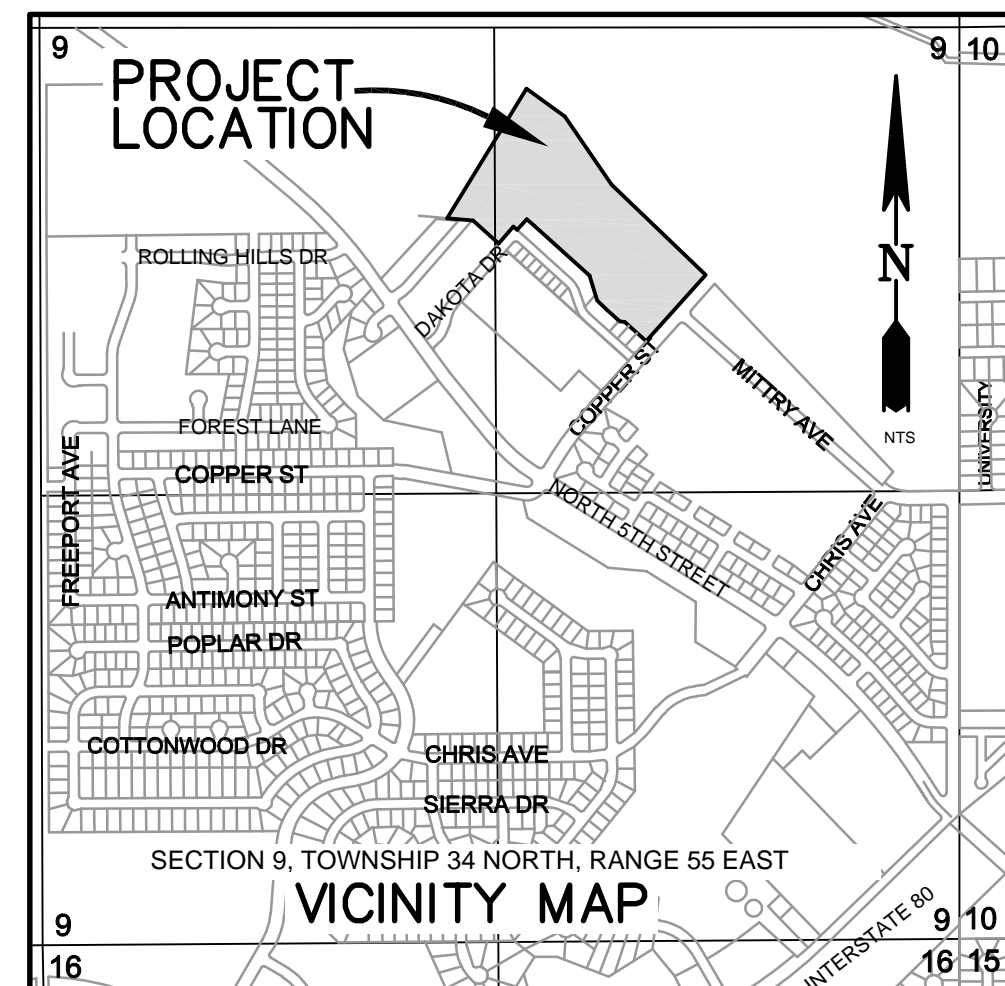 9
9 10
PROJECT
LOCATION
N
NTS
ROLLING HILLS DR
DAKOTA DR
COPPER ST
MITTRY AVE
UNIVERSITY
FOREST LANE
FREEPORT AVE
COPPER ST
NORTH 5TH STREET
CHRIS AVE
ANTIMONY ST
POPLAR DR
COTTONWOOD DR
CHRIS AVE
SIERRA DR
SECTION 9, TOWNSHIP 34 NORTH, RANGE 55 EAST
VICINITY MAP
INTERSTATE 80
9
16
9 10
16 15